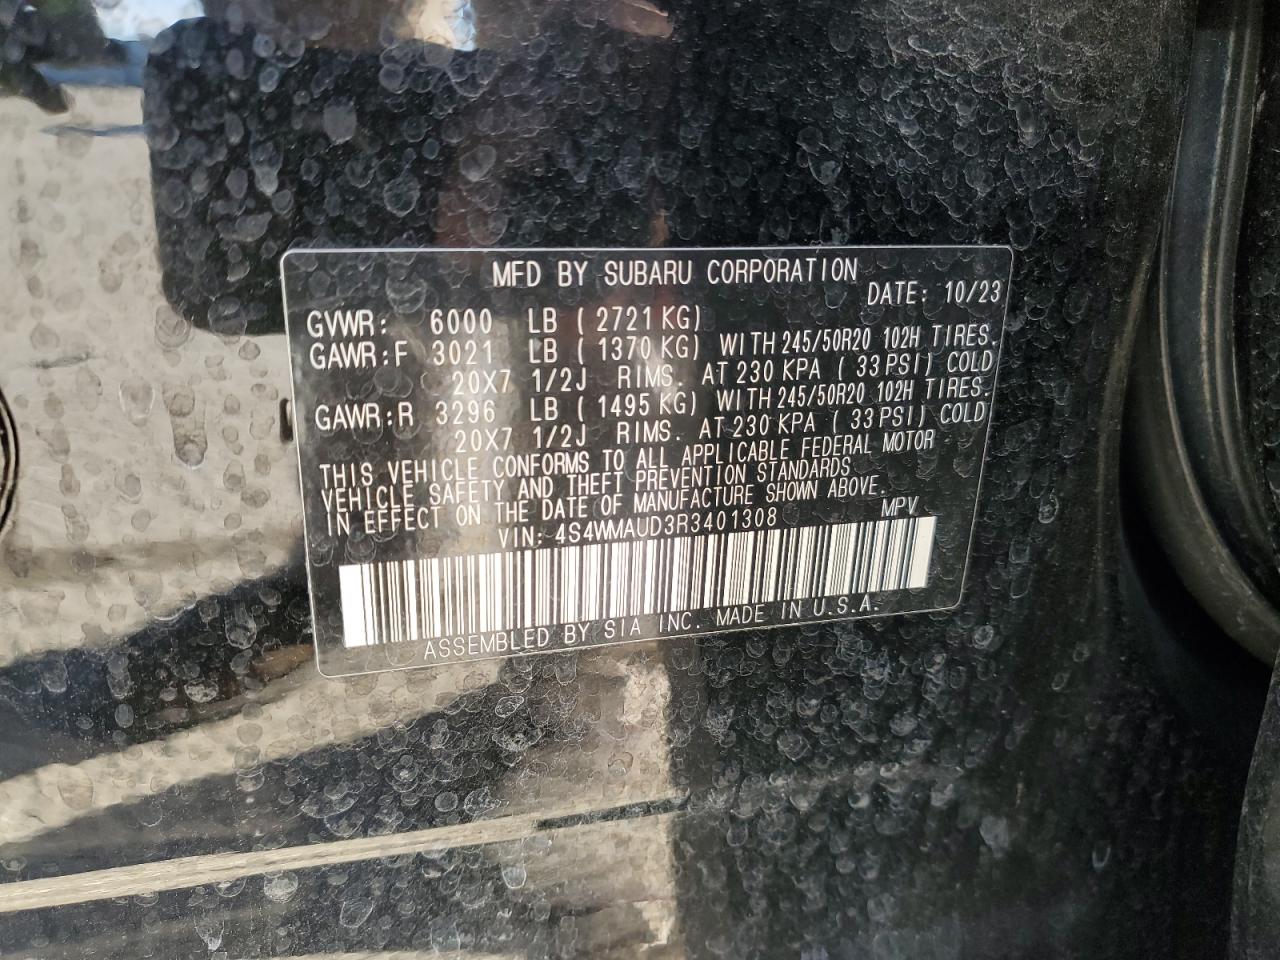 MFD BY SUBARU CORPORATION
DATE: 10/23
GVWR: 6000 LB ( 2721 KG)
GAWR:F 3021 LB ( 1370 KG) WITH 245/50R20 102H TIRES.
20X7 1/2J RIMS. AT 230 KPA ( 33 PSI) COLD
GAWR:R 3296 LB ( 1495 KG) WITH 245/50R20 102H TIRES.
20X7 1/2J RIMS. AT 230 KPA ( 33 PSI) COLD
THIS VEHICLE CONFORMS TO ALL APPLICABLE FEDERAL MOTOR
VEHICLE SAFETY AND THEFT PREVENTION STANDARDS
IN EFFECT ON THE DATE OF MANUFACTURE SHOWN ABOVE.
VIN: 4S4WMAUD3R3401308 MPV
ASSEMBLED BY SIA INC. MADE IN U.S.A.